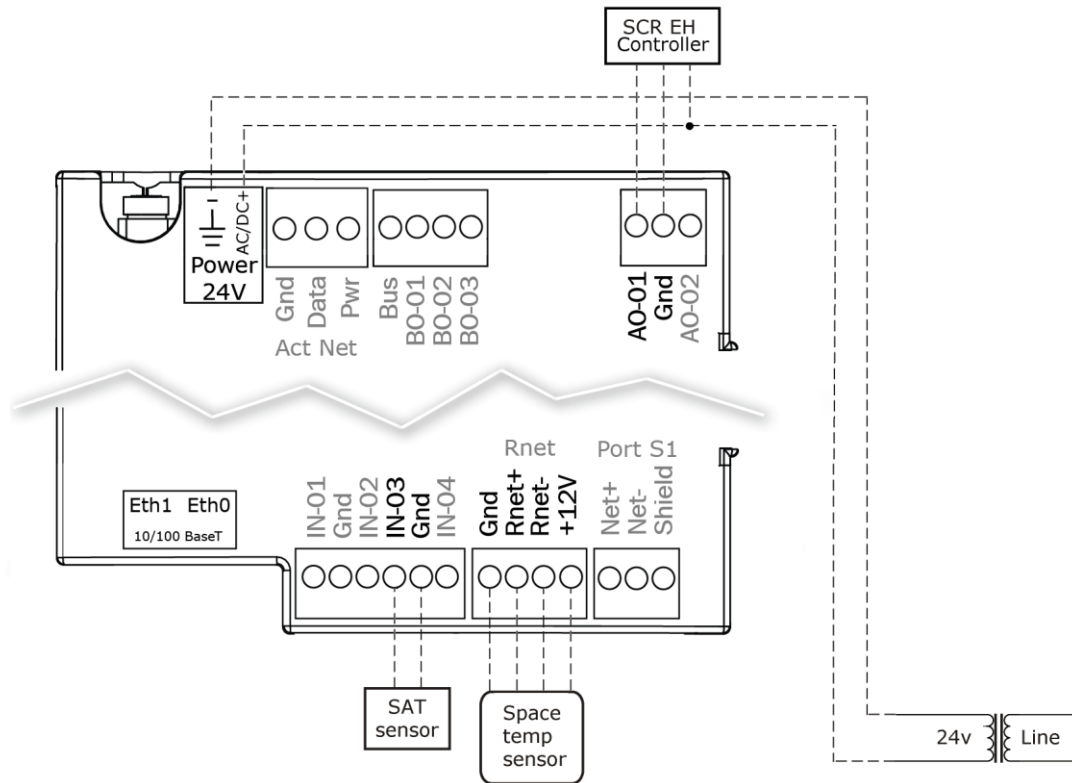 SCR EH
Controller
AC/DC+
Power
24V
Gnd
Data
Pwr
Act Net
Bus
BO-01
BO-02
BO-03
AO-01
Gnd
AO-02
Rnet
Port S1
Eth1 Eth0
10/100 BaseT
IN-01
Gnd
IN-02
IN-03
Gnd
IN-04
Gnd
Rnet+
Rnet-
+12V
Net+
Net-
Shield
SAT
sensor
Space
temp
sensor
24v
Line